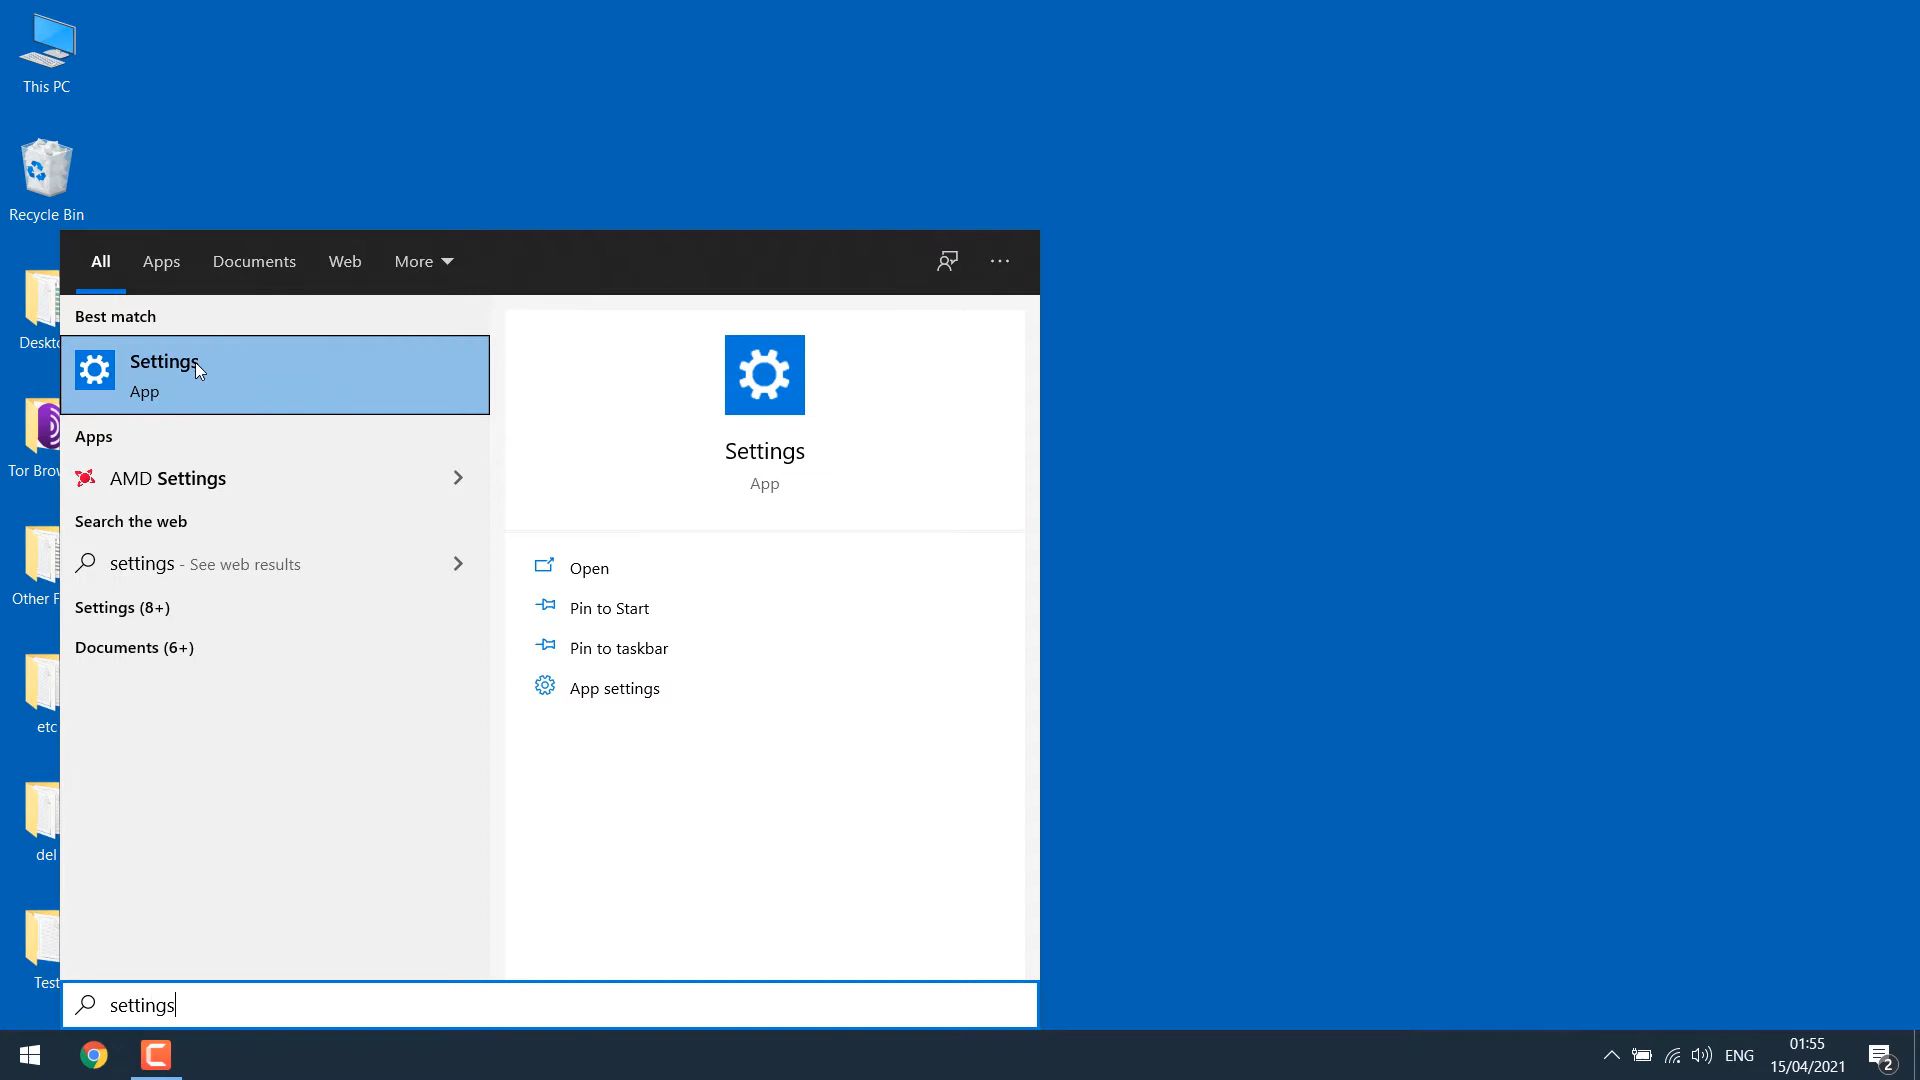 This PC
Recycle Bin
Deskto
Tor Brow
Other F
etc
del
Test
All Apps Documents Web More
Best match
Settings
App
Apps
AMD Settings
Search the web
settings - See web results
Settings (8+)
Documents (6+)
Settings
App
Open
Pin to Start
Pin to taskbar
App settings
settings
ENG
01:55
15/04/2021
2